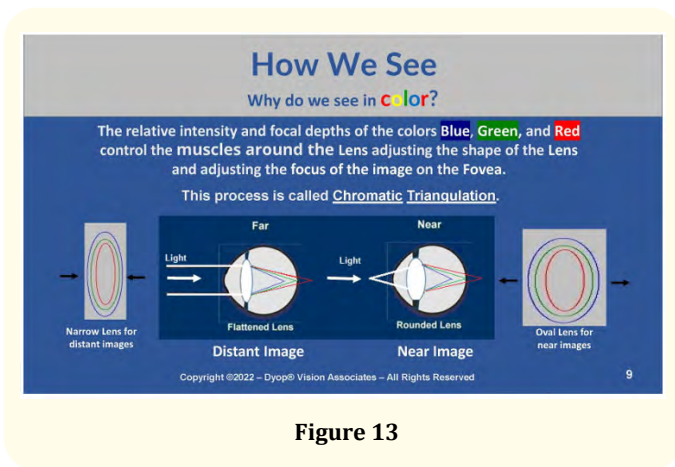 How We See
Why do we see in color?
The relative intensity and focal depths of the colors Blue, Green, and Red
control the muscles around the Lens adjusting the shape of the Lens
and adjusting the focus of the image on the Fovea.
This process is called Chromatic Triangulation.
Far
Near
Light
Light
Flattened Lens
Rounded Lens
Narrow Lens for
distant images
Oval Lens for
near images
Distant Image
Near Image
Copyright ©2022 – Dyop® Vision Associates – All Rights Reserved
9
Figure 13